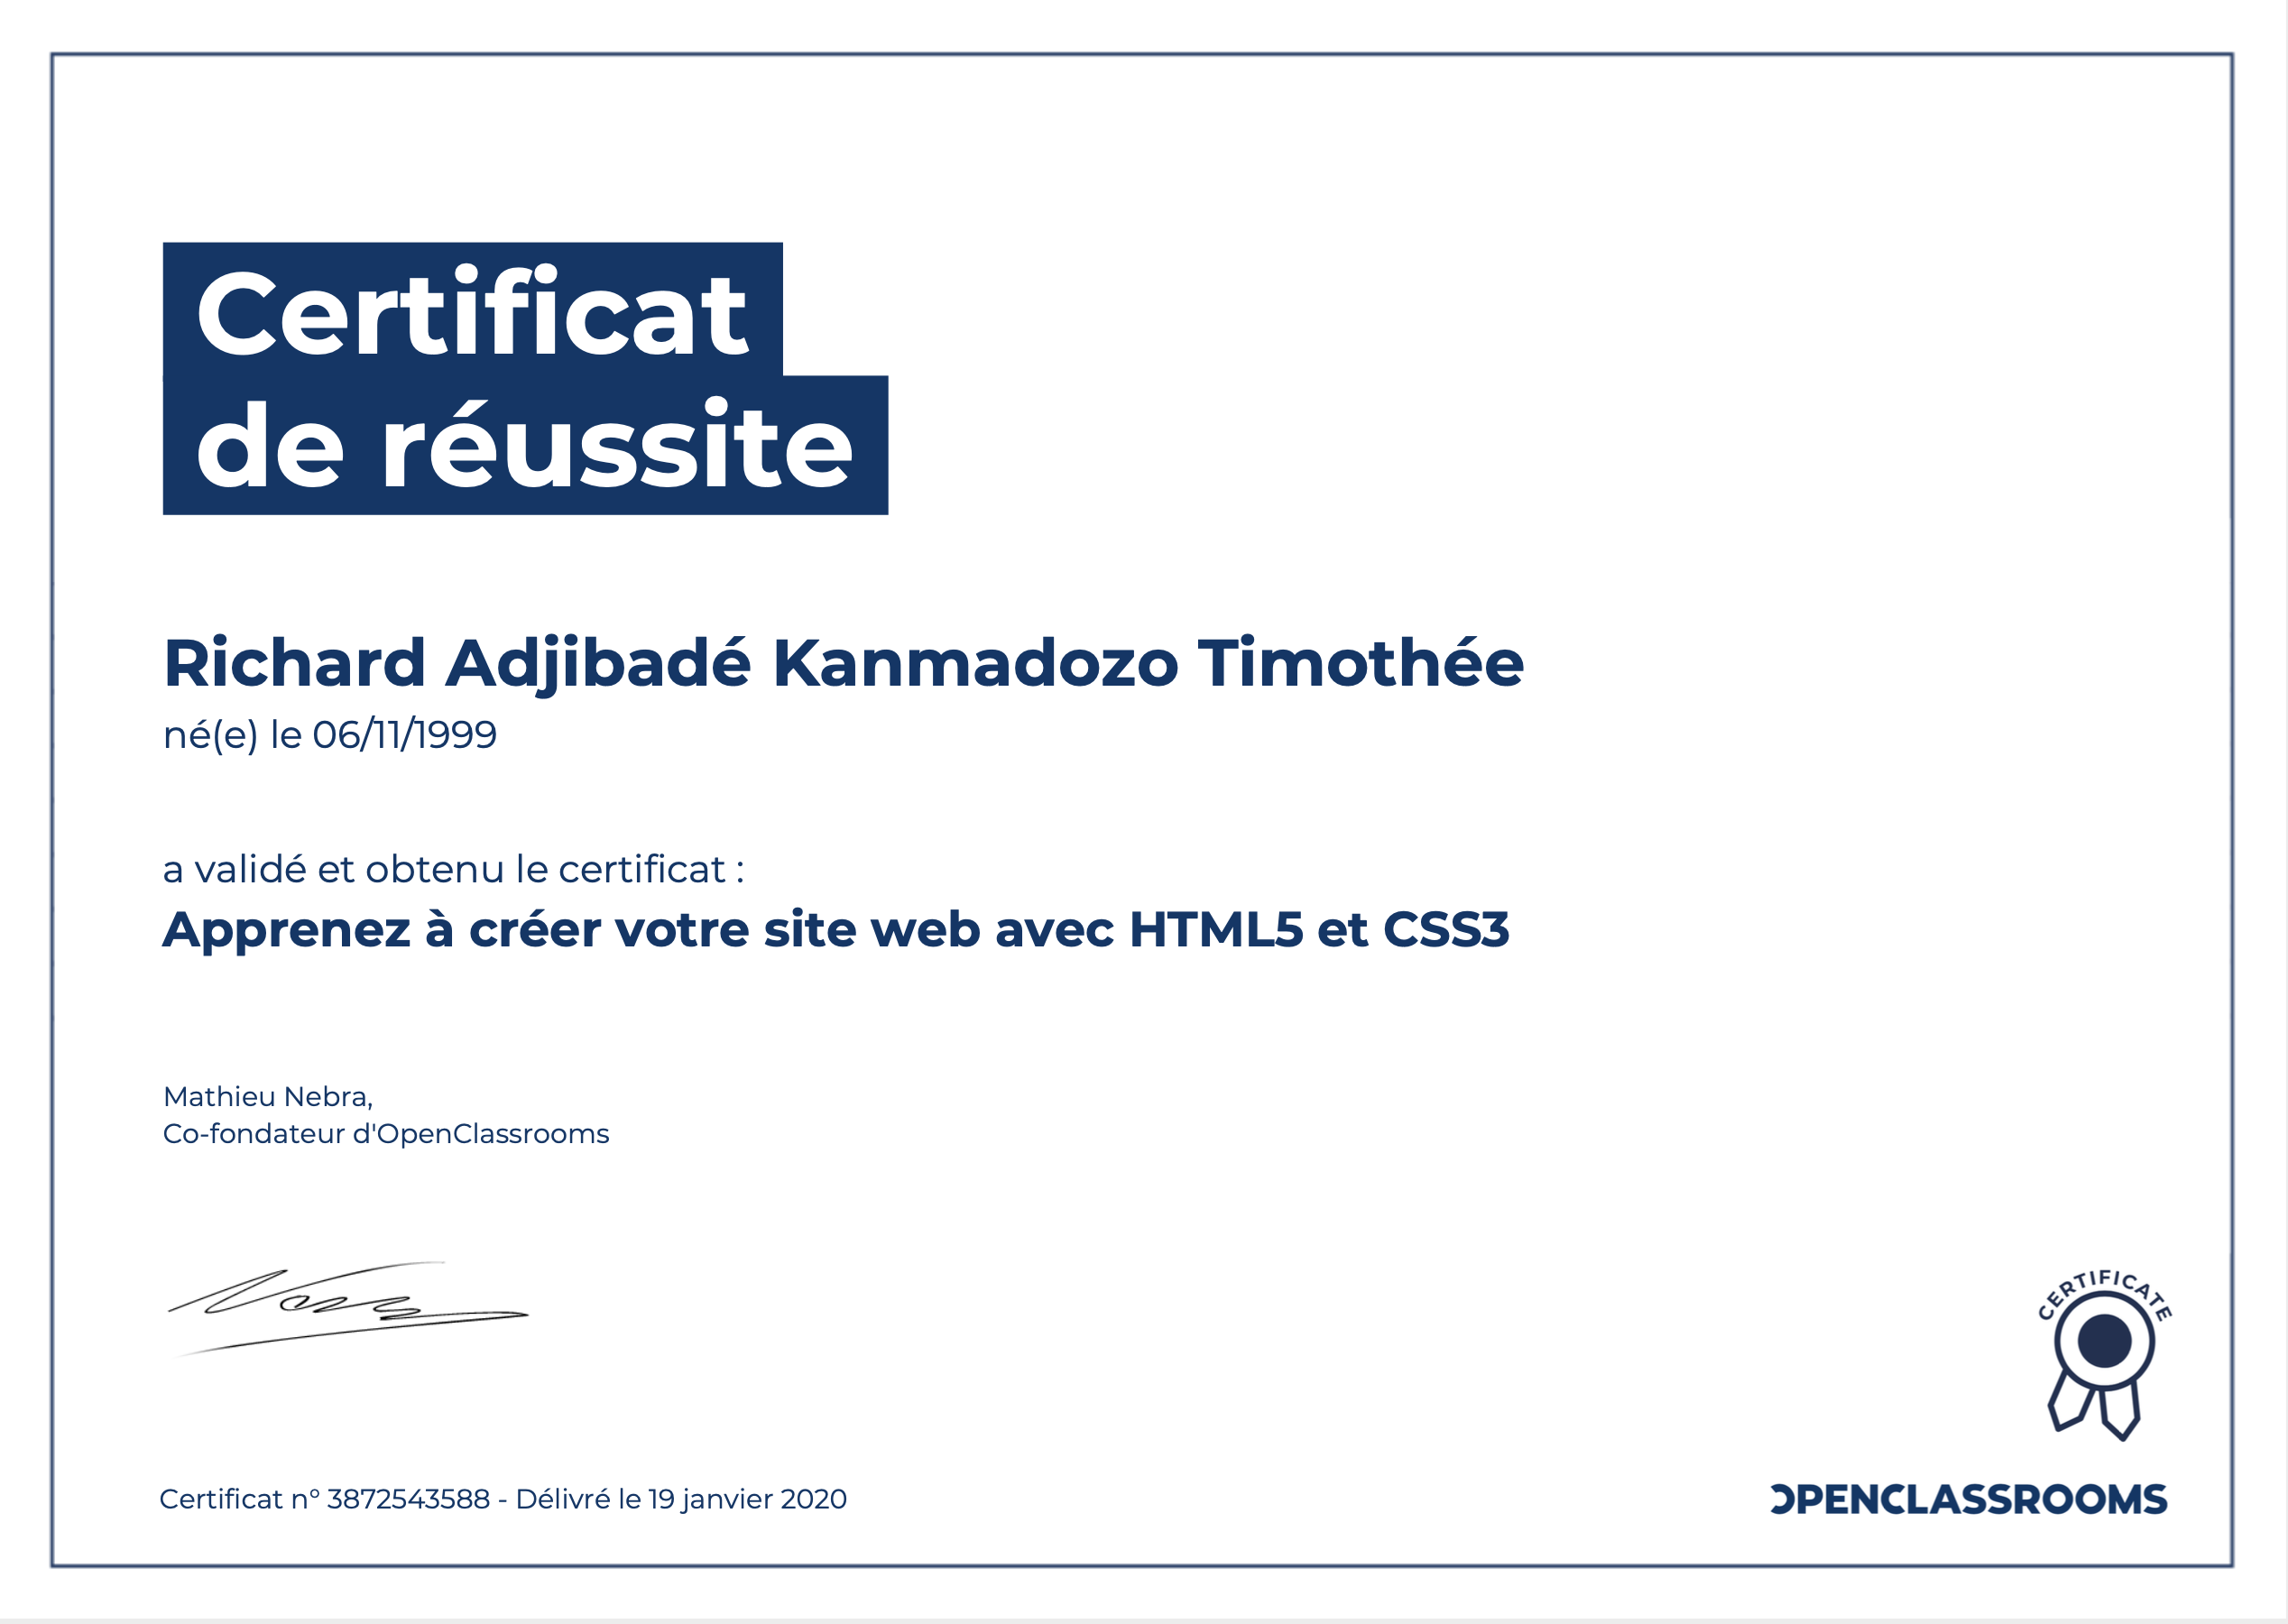 Certificat
de réussite
Richard Adjibadé Kanmadozo Timothée
né(e) le 06/11/1999
a validé et obtenu le certificat :
Apprenez à créer votre site web avec HTML5 et CSS3
Mathieu Nebra,
Co-fondateur d'OpenClassrooms
CERTIFICATE
Certificat n° 3872543588 - Délivré le 19 janvier 2020
OPENCLASSROOMS